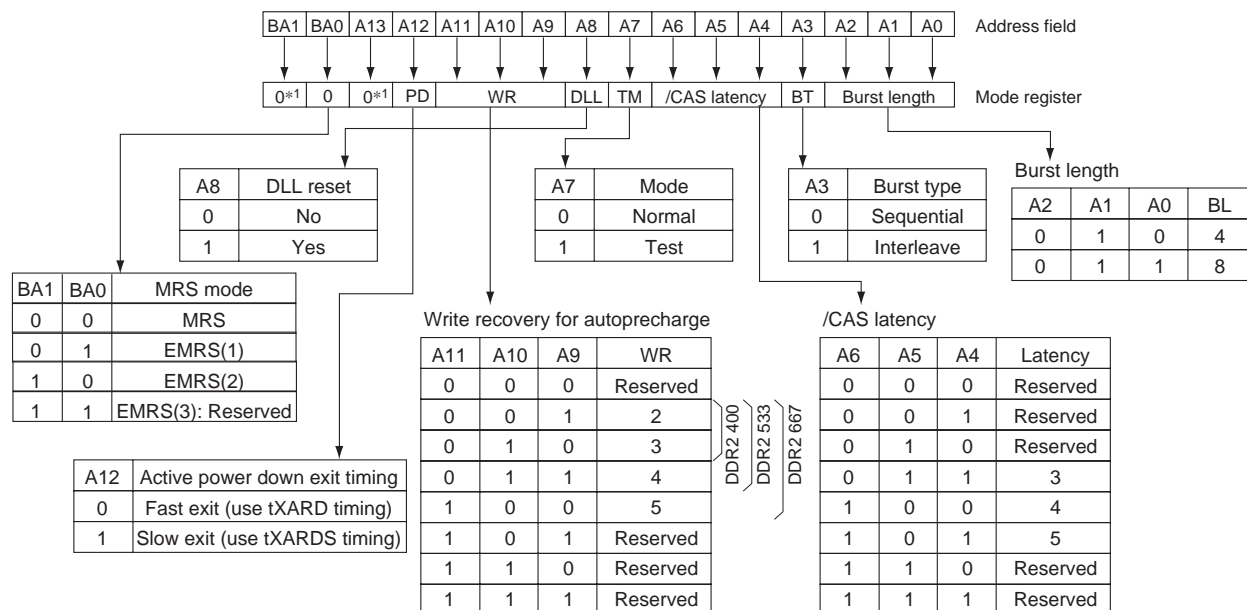 BA1 BA0 A13 A12 A11 A10 A9 A8 A7 A6 A5 A4 A3 A2 A1 A0 Address field
0*1 0 0*1 PD WR DLL TM /CAS latency BT Burst length Mode register
A8 DLL reset
0 No
1 Yes
A7 Mode
0 Normal
1 Test
A3 Burst type
0 Sequential
1 Interleave
Burst length
A2 A1 A0 BL
0 1 0 4
0 1 1 8
BA1 BA0 MRS mode
0 0 MRS
0 1 EMRS(1)
1 0 EMRS(2)
1 1 EMRS(3): Reserved
A12 Active power down exit timing
0 Fast exit (use tXARD timing)
1 Slow exit (use tXARDS timing)
Write recovery for autoprecharge
A11 A10 A9 WR
0 0 0 Reserved
0 0 1 2
0 1 0 3
0 1 1 4
1 0 0 5
1 0 1 Reserved
1 1 0 Reserved
1 1 1 Reserved
DDR2 400
DDR2 533
DDR2 667
/CAS latency
A6 A5 A4 Latency
0 0 0 Reserved
0 0 1 Reserved
0 1 0 Reserved
0 1 1 3
1 0 0 4
1 0 1 5
1 1 0 Reserved
1 1 1 Reserved